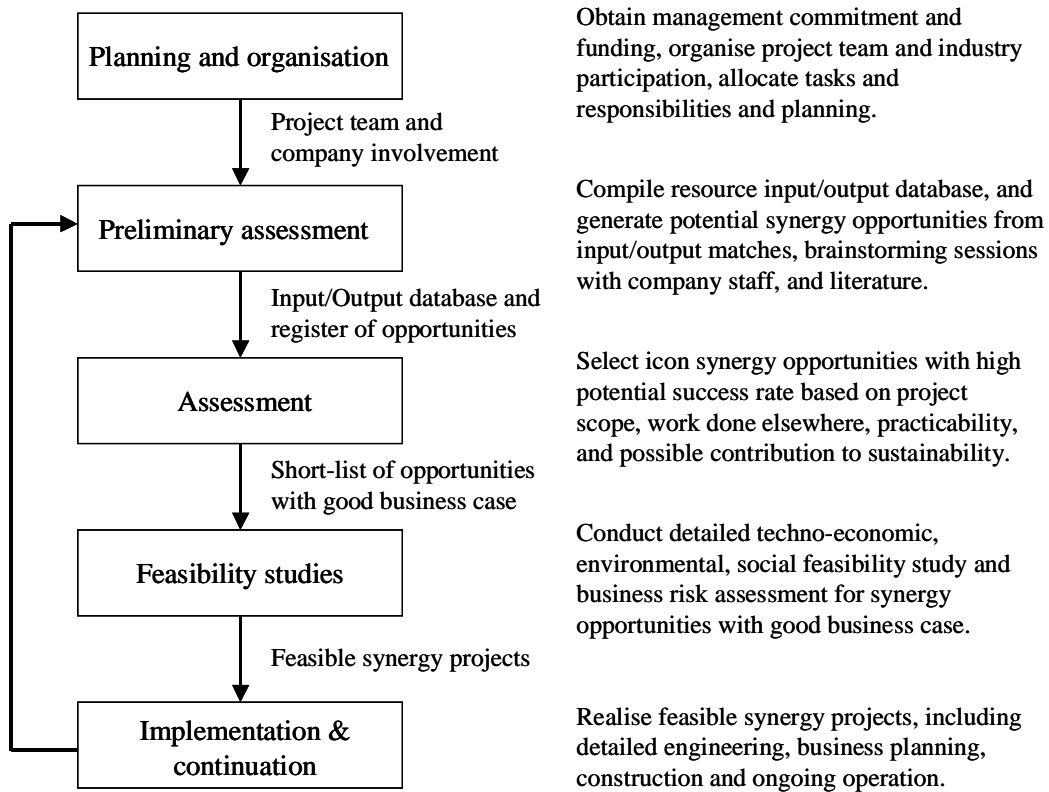 Planning and organisation
Obtain management commitment and
funding, organise project team and industry
participation, allocate tasks and
responsibilities and planning.
Project team and
company involvement
Preliminary assessment
Compile resource input/output database, and
generate potential synergy opportunities from
input/output matches, brainstorming sessions
with company staff, and literature.
Input/Output database and
register of opportunities
Assessment
Select icon synergy opportunities with high
potential success rate based on project
scope, work done elsewhere, practicability,
and possible contribution to sustainability.
Short-list of opportunities
with good business case
Feasibility studies
Conduct detailed techno-economic,
environmental, social feasibility study and
business risk assessment for synergy
opportunities with good business case.
Feasible synergy projects
Implementation &
continuation
Realise feasible synergy projects, including
detailed engineering, business planning,
construction and ongoing operation.